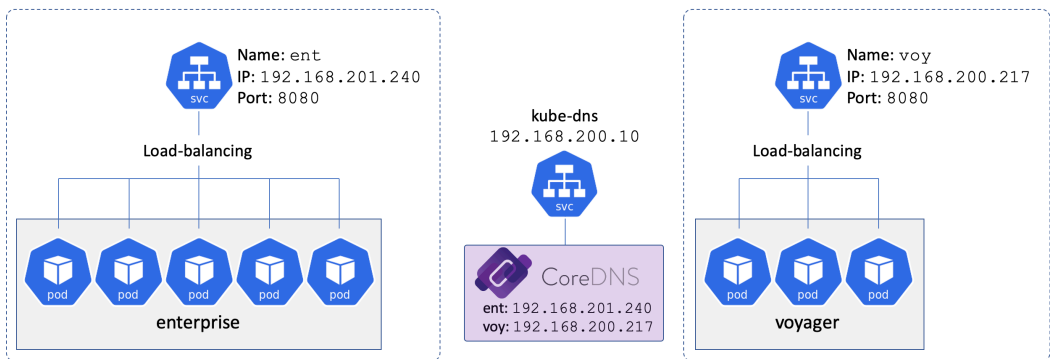 Name: ent
IP: 192.168.201.240
Port: 8080
svc
Load-balancing
pod
pod
pod
pod
pod
enterprise
kube-dns
192.168.200.10
svc
CoreDNS
ent: 192.168.201.240
voy: 192.168.200.217
Name: voy
IP: 192.168.200.217
Port: 8080
svc
Load-balancing
pod
pod
pod
voyager